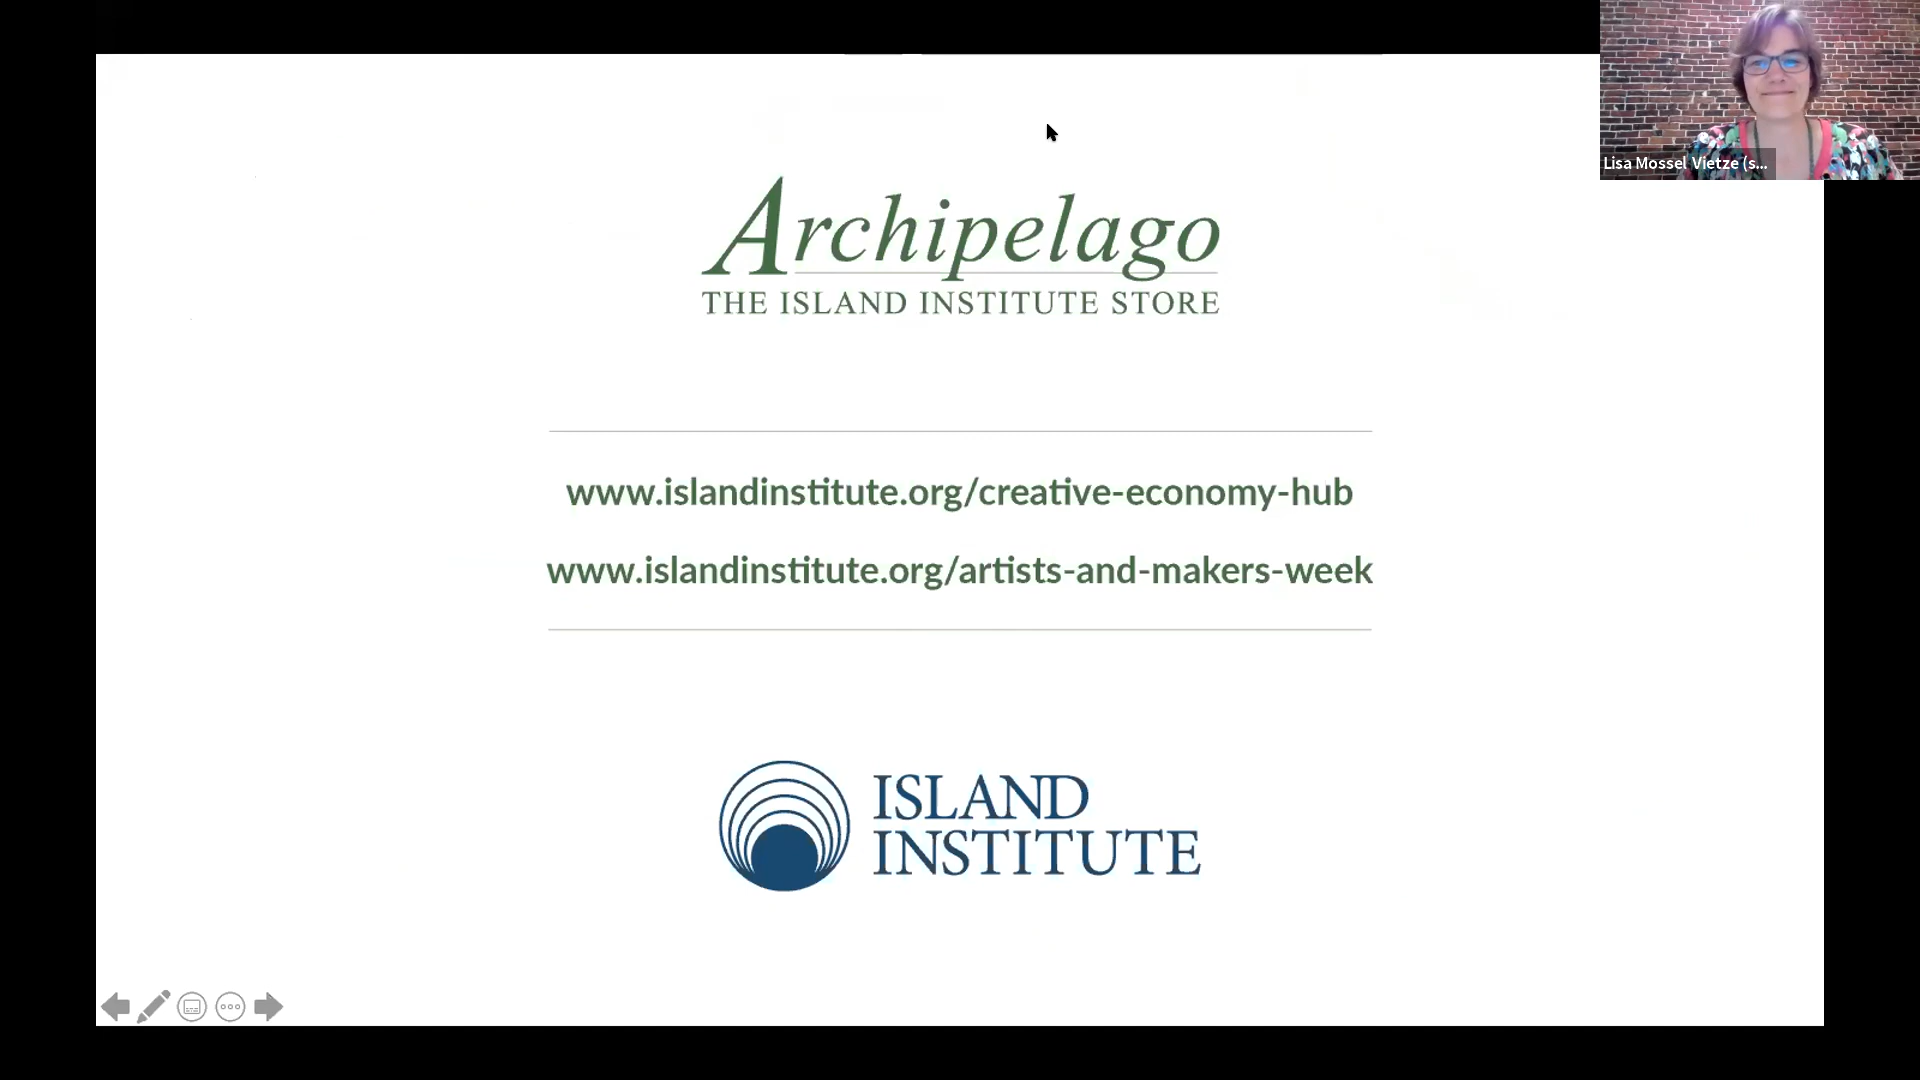 Archipelago
THE ISLAND INSTITUTE STORE
www.islandinstitute.org/creative-economy-hub
www.islandinstitute.org/artists-and-makers-week
ISLAND
INSTITUTE
Lisa Mossel Vietze (s...